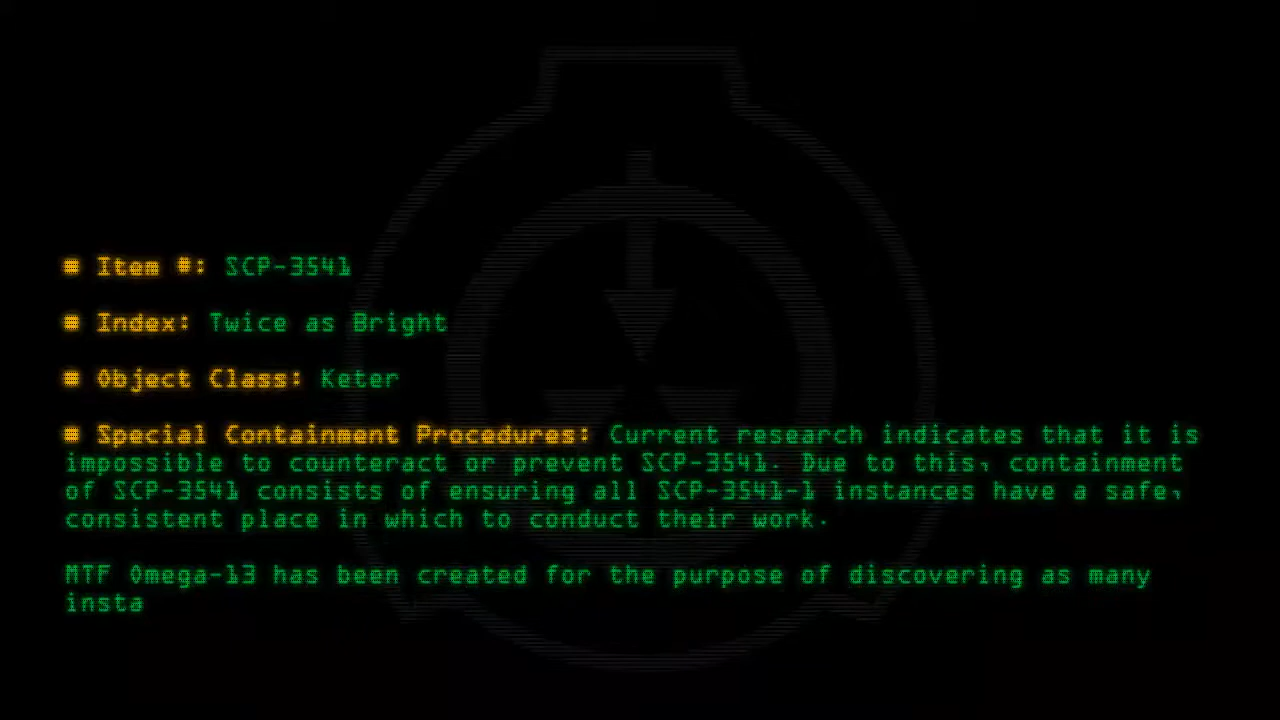 ■ Item #: SCP-3541
■ Index: Twice as Bright
■ Object Class: Keter
■ Special Containment Procedures: Current research indicates that it is
impossible to counteract or prevent SCP-3541. Due to this, containment
of SCP-3541 consists of ensuring all SCP-3541-1 instances have a safe,
consistent place in which to conduct their work.
MTF Omega-13 has been created for the purpose of discovering as many
insta